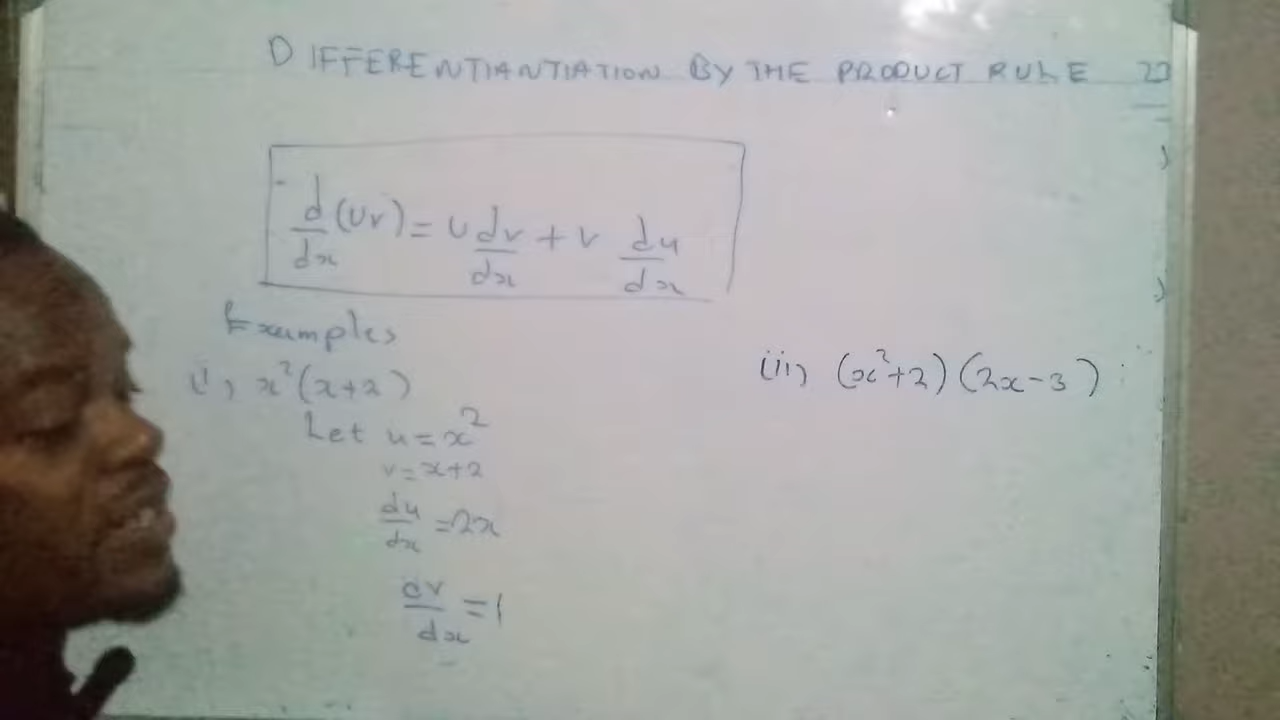 DIFFERENTIANTIATION BY THE PRODUCT RULE 23
d/dx (uv) = u dv/dx + v du/dx
Examples
(i) x²(x+2)
Let u = x²
v = x+2
du/dx = 2x
dv/dx = 1
(ii) (x²+2)(2x-3)